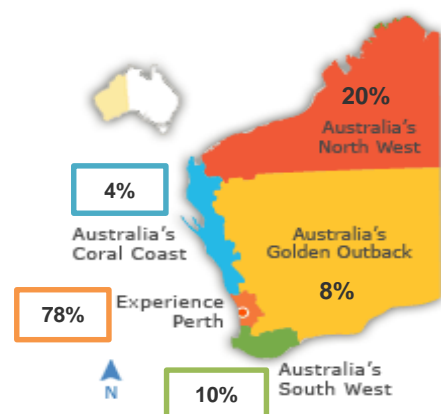 20%
Australia's
North West
4%
Australia's
Coral Coast
Australia's
Golden Outback
8%
78%
Experience
Perth
N
10%
Australia's
South West